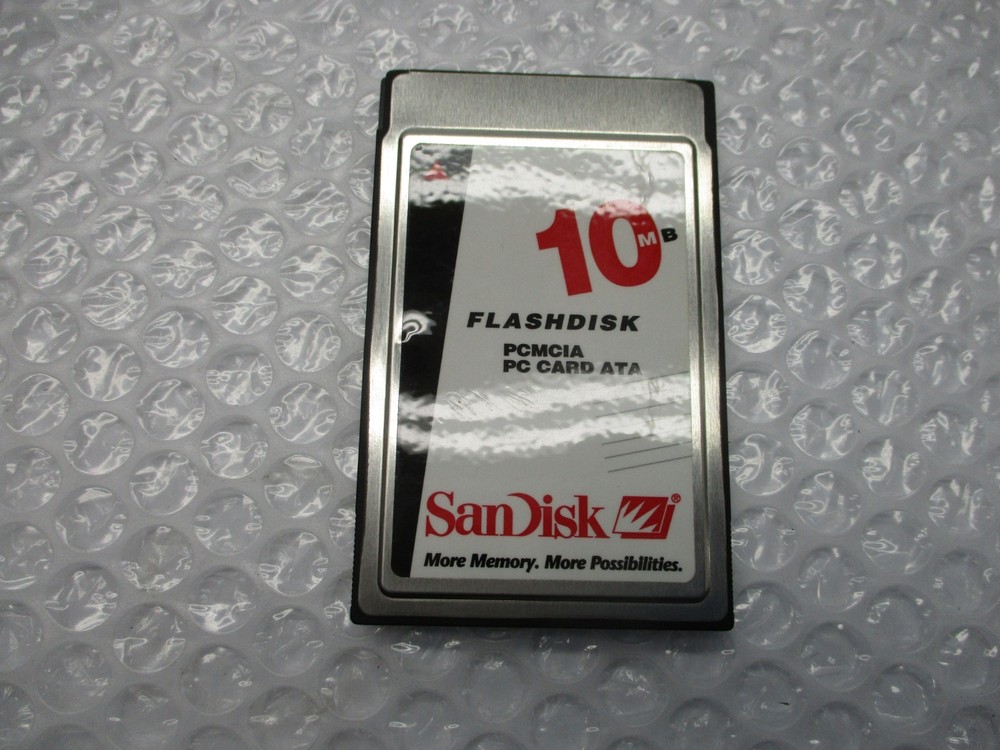 10MB
FLASHDISK
PCMCIA
PC CARD ATA
SanDisk ®
More Memory. More Possibilities.